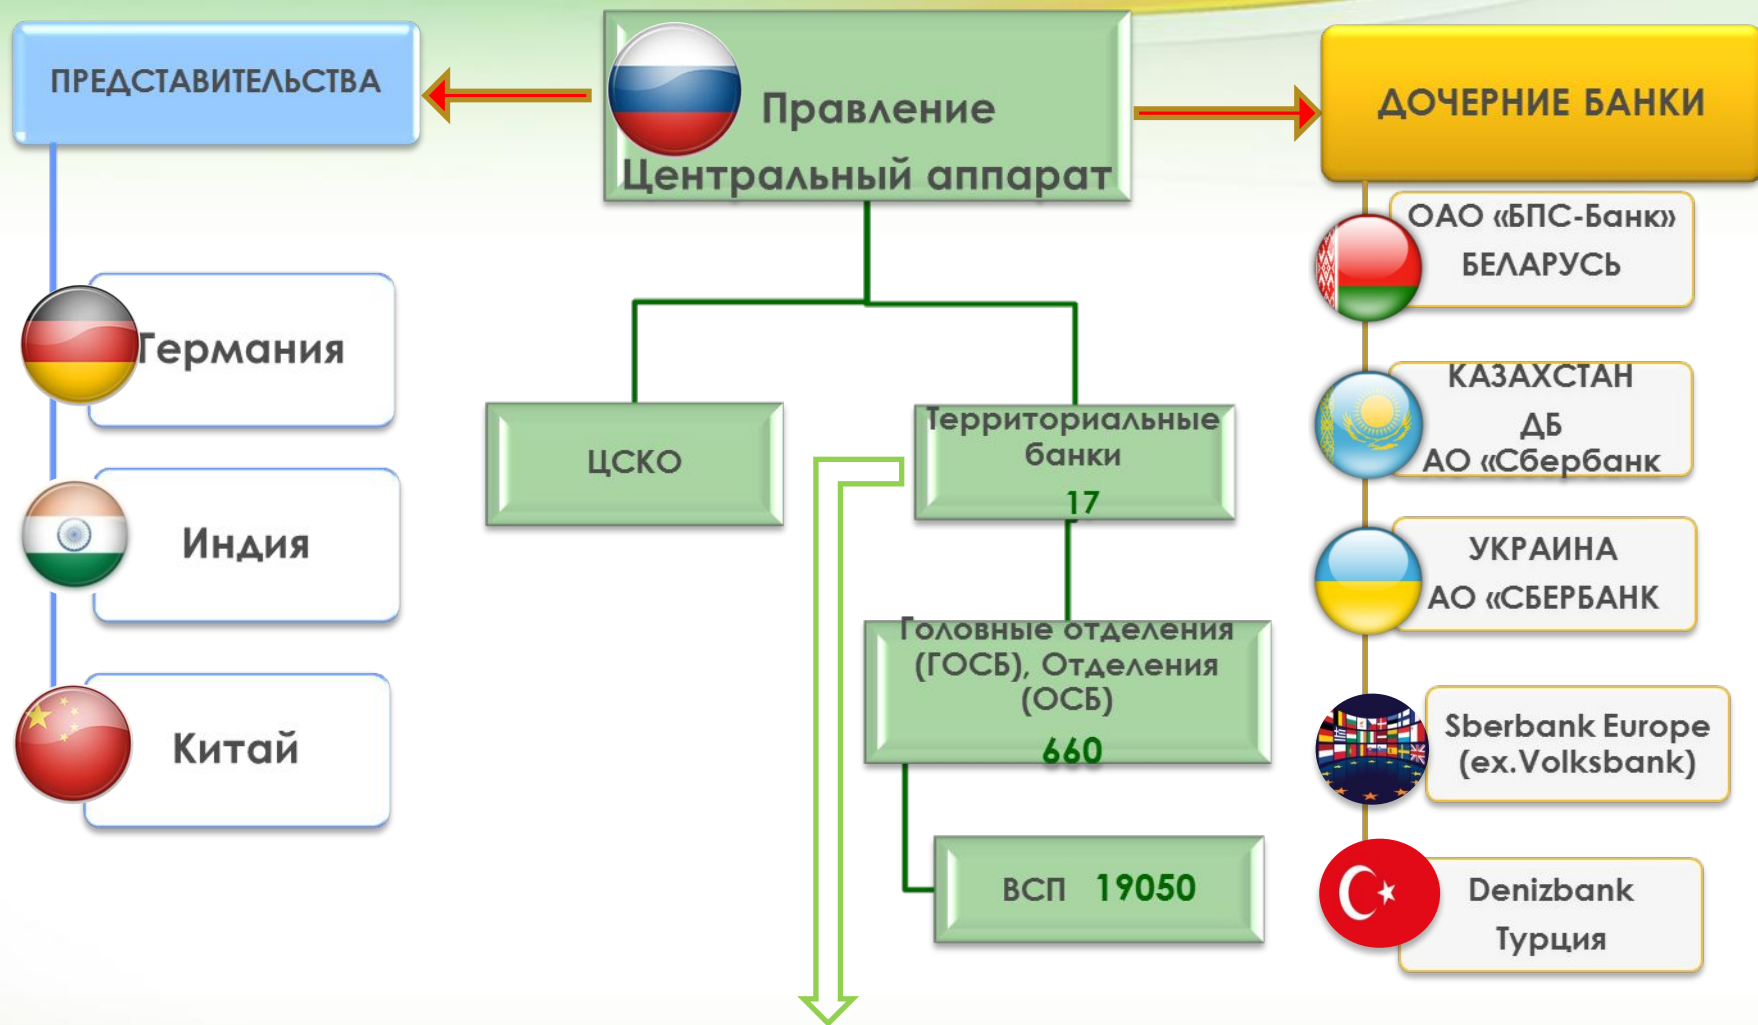 ПРЕДСТАВИТЕЛЬСТВА
Германия
Индия
Китай
Правление
Центральный аппарат
ЦСКО
Территориальные
банки
17
Головные отделения
(ГОСБ), Отделения
(ОСБ)
660
ВСП 19050
ДОЧЕРНИЕ БАНКИ
ОАО «БПС-Банк»
БЕЛАРУСЬ
КАЗАХСТАН
ДБ
АО «Сбербанк
УКРАИНА
АО «СБЕРБАНК
Sberbank Europe
(ex.Volksbank)
Denizbank
Турция